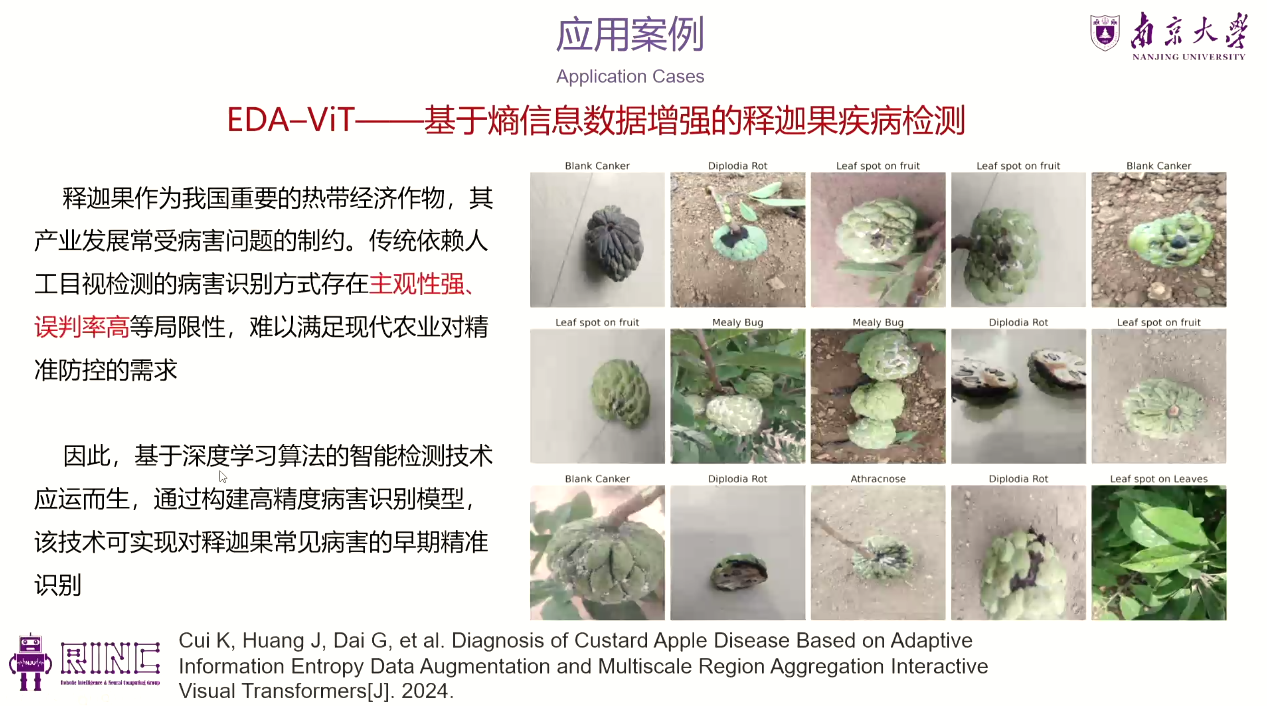 应用案例
Application Cases
南京大学
NANJING UNIVERSITY
EDA–ViT——基于熵信息数据增强的释迦果疾病检测
释迦果作为我国重要的热带经济作物，其
产业发展常受病害问题的制约。传统依赖人
工目视检测的病害识别方式存在主观性强、
误判率高等局限性，难以满足现代农业对精
准防控的需求
因此，基于深度学习算法的智能检测技术
应运而生，通过构建高精度病害识别模型，
该技术可实现对释迦果常见病害的早期精准
识别
Blank Canker Diplodia Rot Leaf spot on fruit Leaf spot on fruit Blank Canker
Leaf spot on fruit Mealy Bug Mealy Bug Diplodia Rot Leaf spot on fruit
Blank Canker Diplodia Rot Athracnose Diplodia Rot Leaf spot on Leaves
NJU
RINC
Robotic Intelligence & Neural Computing Group
Cui K, Huang J, Dai G, et al. Diagnosis of Custard Apple Disease Based on Adaptive
Information Entropy Data Augmentation and Multiscale Region Aggregation Interactive
Visual Transformers[J]. 2024.